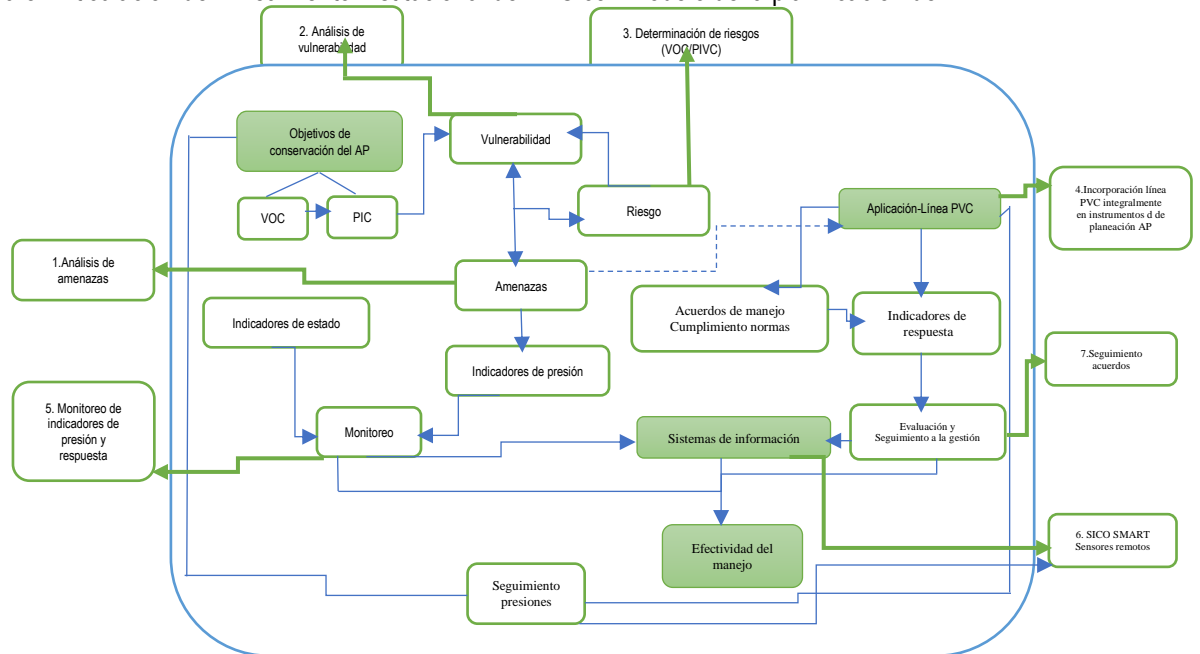 2. Análisis de
vulnerabilidad
3. Determinación de riesgos
(VOC/PIVC)
Objetivos de
conservación del AP
Vulnerabilidad
VOC
PIC
Riesgo
Aplicación-Línea PVC
4.Incorporación línea
PVC integralmente
en instrumentos d de
planeación AP
1.Análisis de
amenazas
Amenazas
Indicadores de estado
Acuerdos de manejo
Cumplimiento normas
Indicadores de
respuesta
Indicadores de presión
7.Seguimiento
acuerdos
5. Monitoreo de
indicadores de
presión y
respuesta
Monitoreo
Sistemas de información
Evaluación y
Seguimiento a la gestión
Efectividad del
manejo
6. SICO SMART
Sensores remotos
Seguimiento
presiones